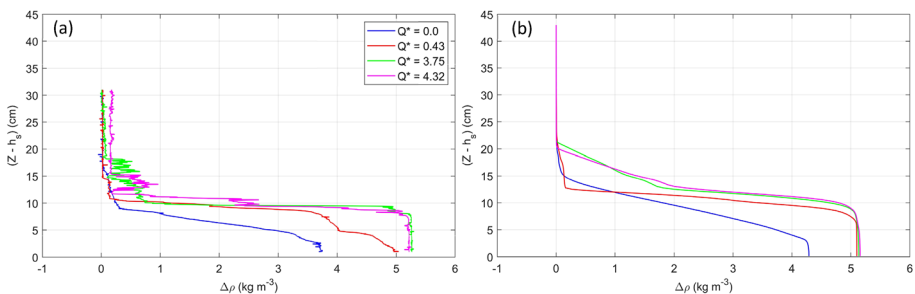 (a)
Q* = 0.0
Q* = 0.43
Q* = 3.75
Q* = 4.32
(Z - hs) (cm)
45
40
35
30
25
20
15
10
5
0
-1 0 1 2 3 4 5 6
Δρ (kg m-3)
(b)
(Z - hs) (cm)
45
40
35
30
25
20
15
10
5
0
-1 0 1 2 3 4 5 6
Δρ (kg m-3)